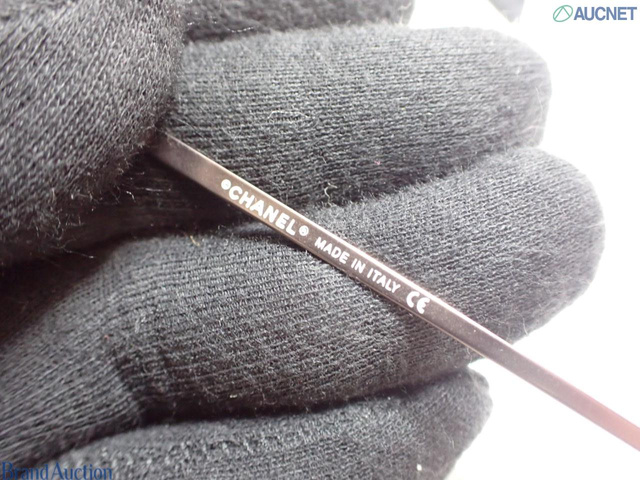 AUCNET
®CHANEL® MADE IN ITALY CE
Brand Auction